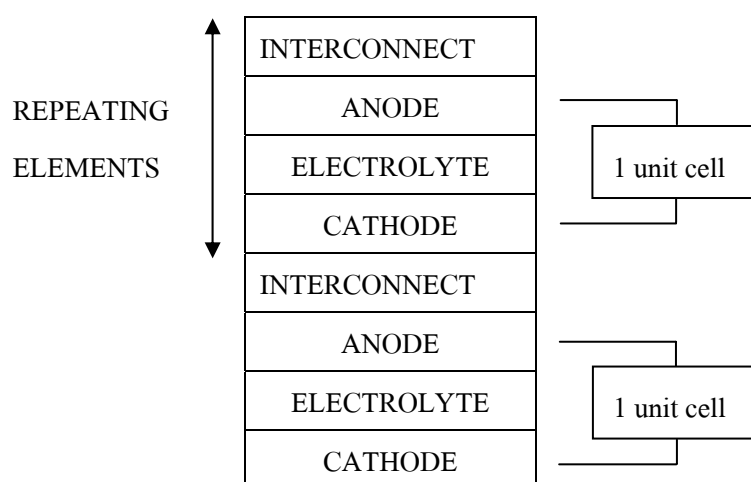 INTERCONNECT
ANODE
REPEATING
ELEMENTS
ELECTROLYTE
1 unit cell
CATHODE
INTERCONNECT
ANODE
ELECTROLYTE
1 unit cell
CATHODE